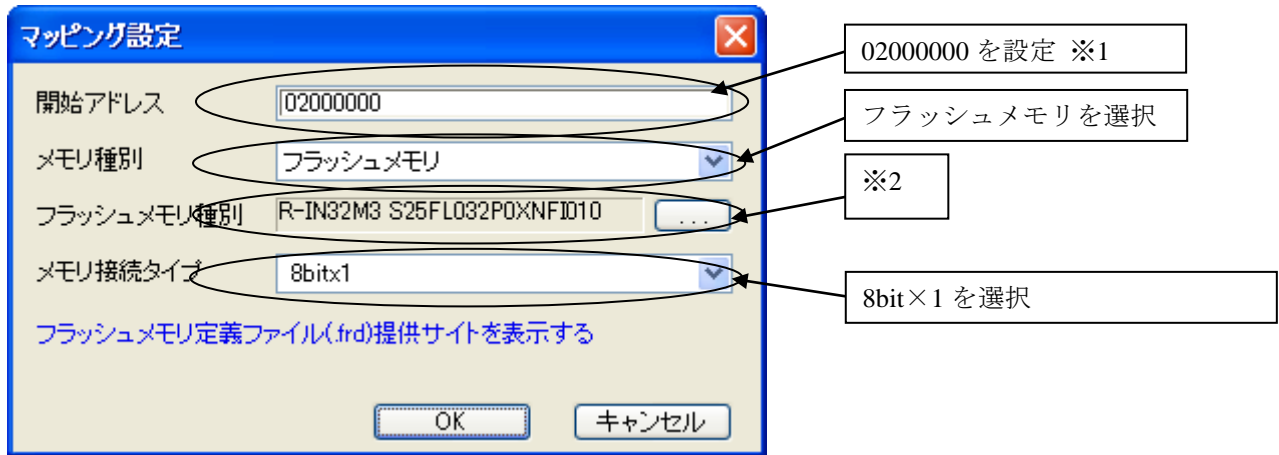 マッピング設定
開始アドレス
02000000
メモリ種別
フラッシュメモリ
フラッシュメモリ種別
R-IN32M3 S25FL032P0XNFI010
...
メモリ接続タイプ
8bitx1
フラッシュメモリ定義ファイル(.frd)提供サイトを表示する
OK
キャンセル
02000000 を設定 ※1
フラッシュメモリを選択
※2
8bit×1 を選択